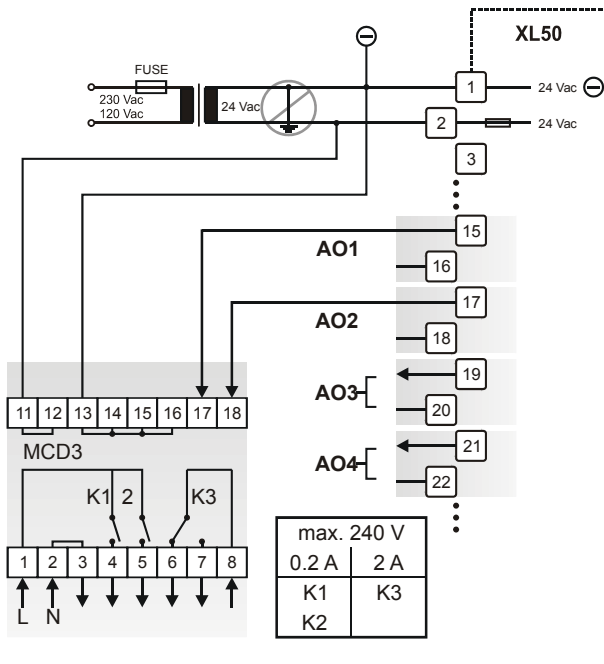 XL50
FUSE
230 Vac
120 Vac
24 Vac
1
24 Vac
2
24 Vac
3
AO1
15
16
AO2
17
18
AO3
19
20
AO4
21
22
11 12 13 14 15 16 17 18
MCD3
K1 2 K3
1 2 3 4 5 6 7 8
L N
max. 240 V
0.2 A 2 A
K1 K3
K2